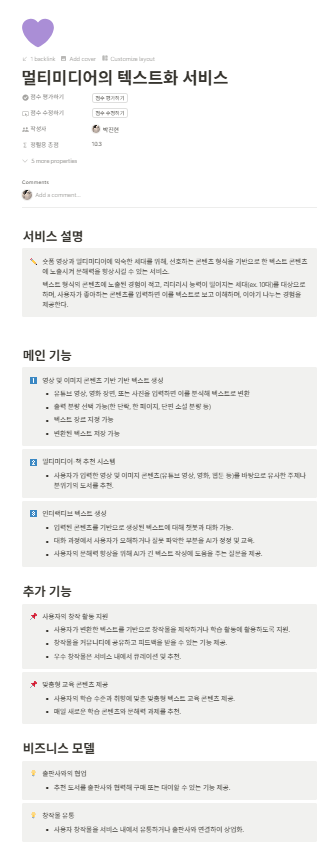 1 backlink Add cover Customize layout
멀티미디어의 텍스트화 서비스
점수 평가하기 점수 평가하기
점수 수정하기 점수 수정하기
작성자 박진현
정렬용 총점 18.3
5 more properties
Comments
Add a comment...
서비스 설명
✏️ 숏폼 영상과 멀티미디어에 익숙한 세대를 위해, 선호하는 콘텐츠 형식을 기반으로 한 텍스트 콘텐츠
에 노출시켜 문해력을 향상시킬 수 있는 서비스.
텍스트 형식의 콘텐츠에 노출된 경험이 적고, 리터러시 능력이 떨어지는 세대(ex. 10대)를 대상으로
하며, 사용자가 좋아하는 콘텐츠를 입력하면 이를 텍스트로 보고 이해하며, 이야기 나누는 경험을
제공한다.
메인 기능
1 영상 및 이미지 콘텐츠 기반 기반 텍스트 생성
• 유튜브 영상, 영화 장면, 또는 사진을 입력하면 이를 분석해 텍스트로 변환
• 출력 분량 선택 가능(한 단락, 한 페이지, 단편 소설 분량 등)
• 텍스트 장르 지정 가능
• 변환된 텍스트 저장 가능
2 멀티미디어-책 추천 시스템
• 사용자가 입력한 영상 및 이미지 콘텐츠(유튜브 영상, 영화, 웹툰 등)를 바탕으로 유사한 주제나
분위기의 도서를 추천.
3 인터랙티브 텍스트 생성
• 입력된 콘텐츠를 기반으로 생성된 텍스트에 대해 챗봇과 대화 가능.
• 대화 과정에서 사용자가 오해하거나 잘못 파악한 부분을 AI가 정정 및 교육.
• 사용자의 문해력 향상을 위해 AI가 긴 텍스트 작성에 도움을 주는 질문을 제공.
추가 기능
📌 사용자의 창작 활동 지원
• 사용자가 변환한 텍스트를 기반으로 창작물을 제작하거나 학습 활동에 활용하도록 지원.
• 창작물을 커뮤니티에 공유하고 피드백을 받을 수 있는 기능 제공.
• 우수 창작물은 서비스 내에서 큐레이션 및 추천.
📌 맞춤형 교육 콘텐츠 제공
• 사용자의 학습 수준과 취향에 맞춘 맞춤형 텍스트 교육 콘텐츠 제공.
• 매일 새로운 학습 콘텐츠와 문해력 과제를 추천.
비즈니스 모델
💡 출판사와의 협업
• 추천 도서를 출판사와 협력해 구매 또는 대여할 수 있는 기능 제공.
💡 창작물 유통
• 사용자 창작물을 서비스 내에서 유통하거나 출판사와 연결하여 상업화.